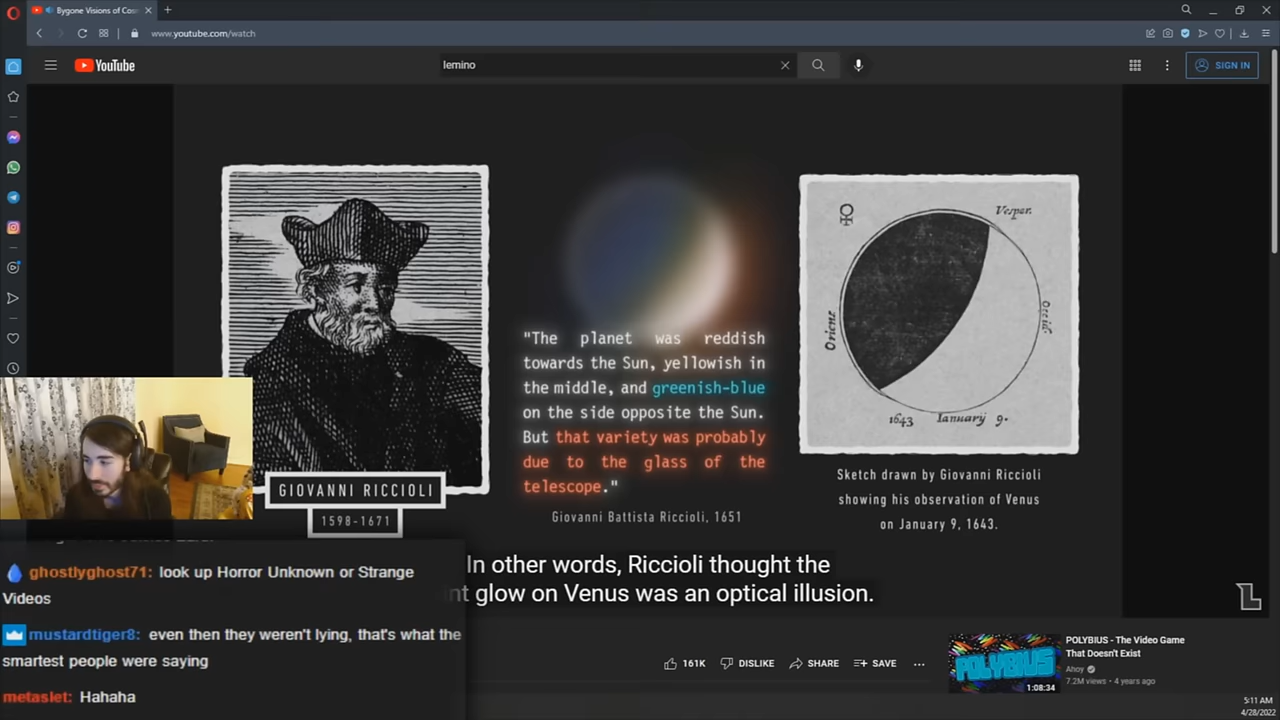 Bygone Visions of Cosm
www.youtube.com/watch
YouTube
lemino
SIGN IN
GIOVANNI RICCIOLI
1598-1671
"The planet was reddish
towards the Sun, yellowish in
the middle, and greenish-blue
on the side opposite the Sun.
But that variety was probably
due to the glass of the
telescope."
Giovanni Battista Riccioli, 1651
Vesper.
Oriens
Occid.
1643 Ianuarÿ 9.
Sketch drawn by Giovanni Riccioli
showing his observation of Venus
on January 9, 1643.
In other words, Riccioli thought the
glow on Venus was an optical illusion.
ghostlyghost71: look up Horror Unknown or Strange
Videos
mustardtiger8: even then they weren't lying, that's what the
smartest people were saying
metaslet: Hahaha
161K
DISLIKE
SHARE
SAVE
POLYBIUS
1:08:34
POLYBIUS - The Video Game
That Doesn't Exist
Ahoy
7.2M views • 4 years ago
5:11 AM
4/28/2022